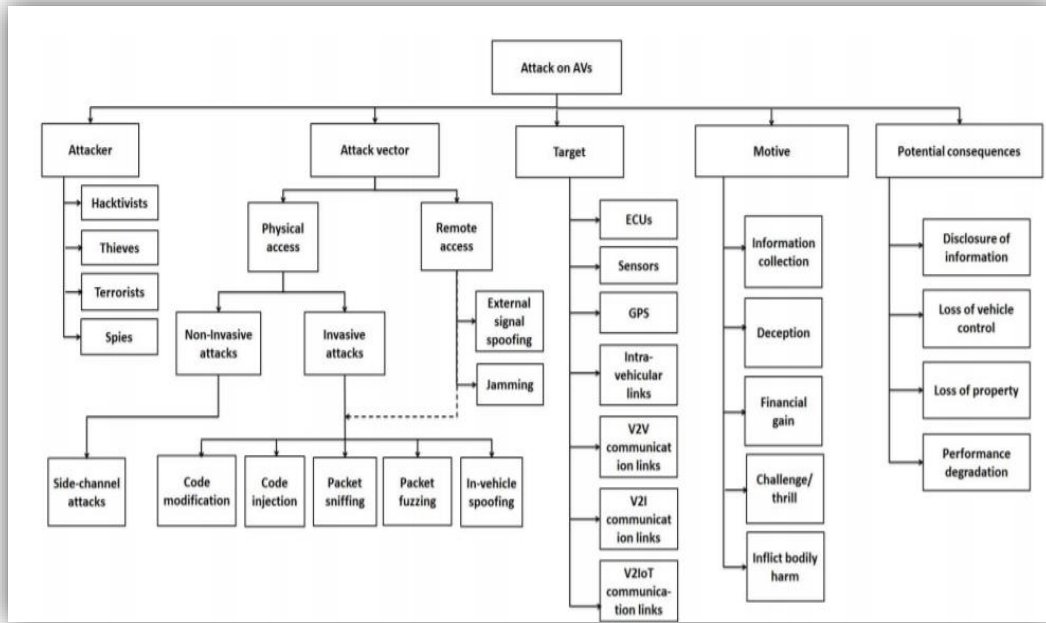 Attack on AVs
Attacker
Attack vector
Target
Motive
Potential consequences
Hacktivists
Thieves
Terrorists
Spies
Physical
access
Remote
access
Non-Invasive
attacks
Invasive
attacks
External
signal
spoofing
Jamming
Side-channel
attacks
Code
modification
Code
injection
Packet
sniffing
Packet
fuzzing
In-vehicle
spoofing
ECUs
Sensors
GPS
Intra-
vehicular
links
V2V
communicat
ion links
V2I
communicat
ion links
V2IoT
communica-
tion links
Information
collection
Deception
Financial
gain
Challenge/
thrill
Inflict bodily
harm
Disclosure of
information
Loss of vehicle
control
Loss of property
Performance
degradation